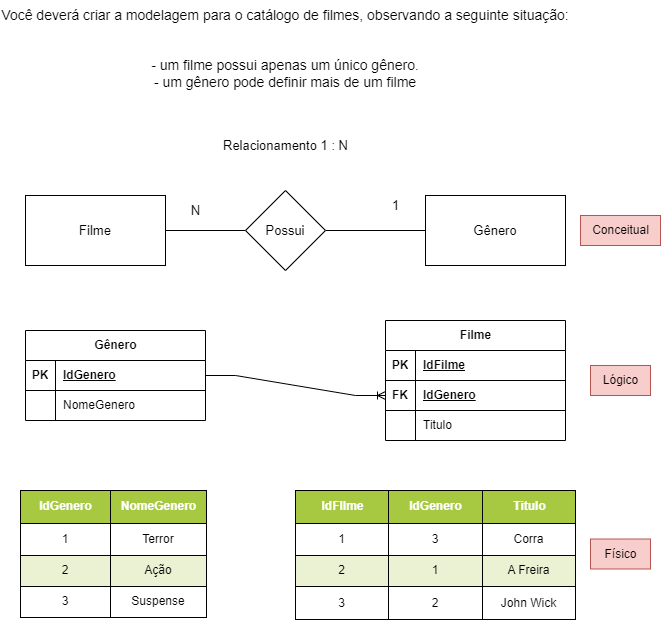 Você deverá criar a modelagem para o catálogo de filmes, observando a seguinte situação:
- um filme possui apenas um único gênero.
- um gênero pode definir mais de um filme
Relacionamento 1 : N
Filme
N
Possui
1
Gênero
Conceitual
Gênero
PK IdGenero
NomeGenero
Filme
PK IdFilme
FK IdGenero
Titulo
Lógico
IdGenero NomeGenero
1 Terror
2 Ação
3 Suspense
IdFIlme IdGenero Titulo
1 3 Corra
2 1 A Freira
3 2 John Wick
Físico